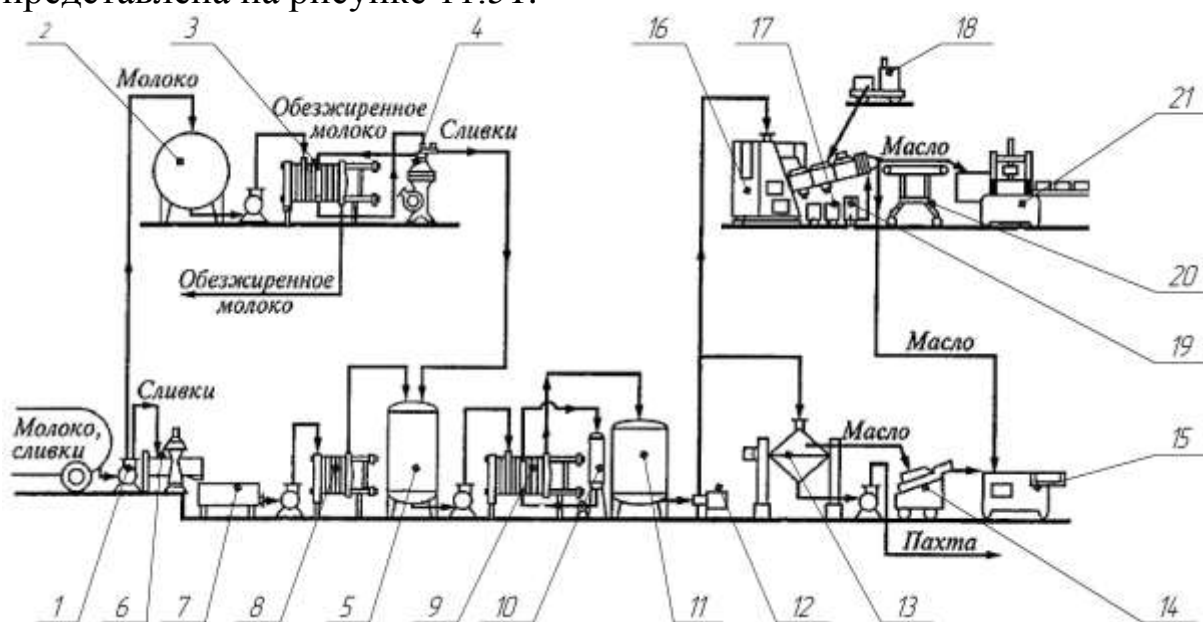 представлена на рисунке 11.31.
2
3
4
16
17
18
21
Молоко
Обезжиренное
молоко
Сливки
Масло
Обезжиренное
молоко
20
Масло
19
Сливки
Молоко,
сливки
Масло
15
Пахта
1
6
7
8
5
9
10
11
12
13
14